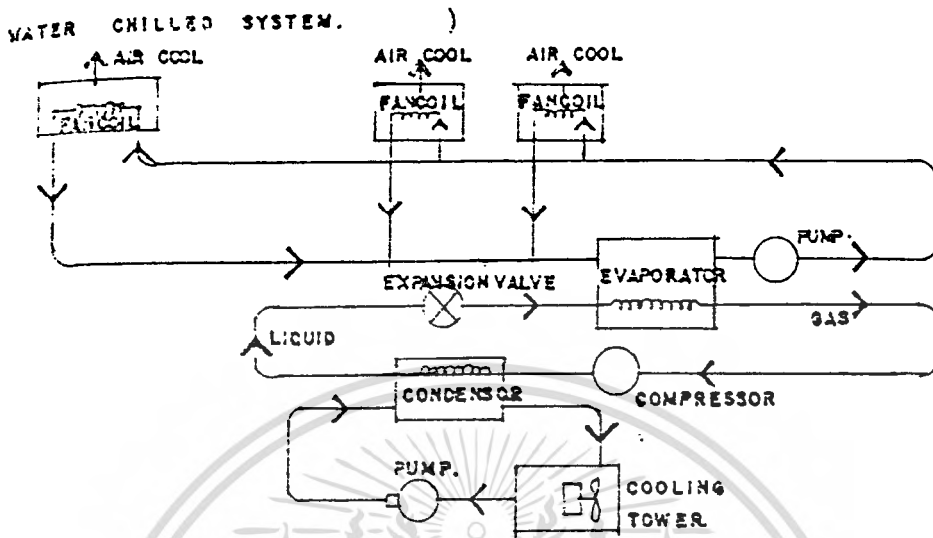 WATER CHILLED SYSTEM. )
AIR COOL
AIR COOL
AIR COOL
FANCOIL
FANCOIL
FANCOIL
PUMP.
EXPANSION VALVE
EVAPORATOR
LIQUID
GAS
CONDENSOR
COMPRESSOR
PUMP.
COOLING
TOWER